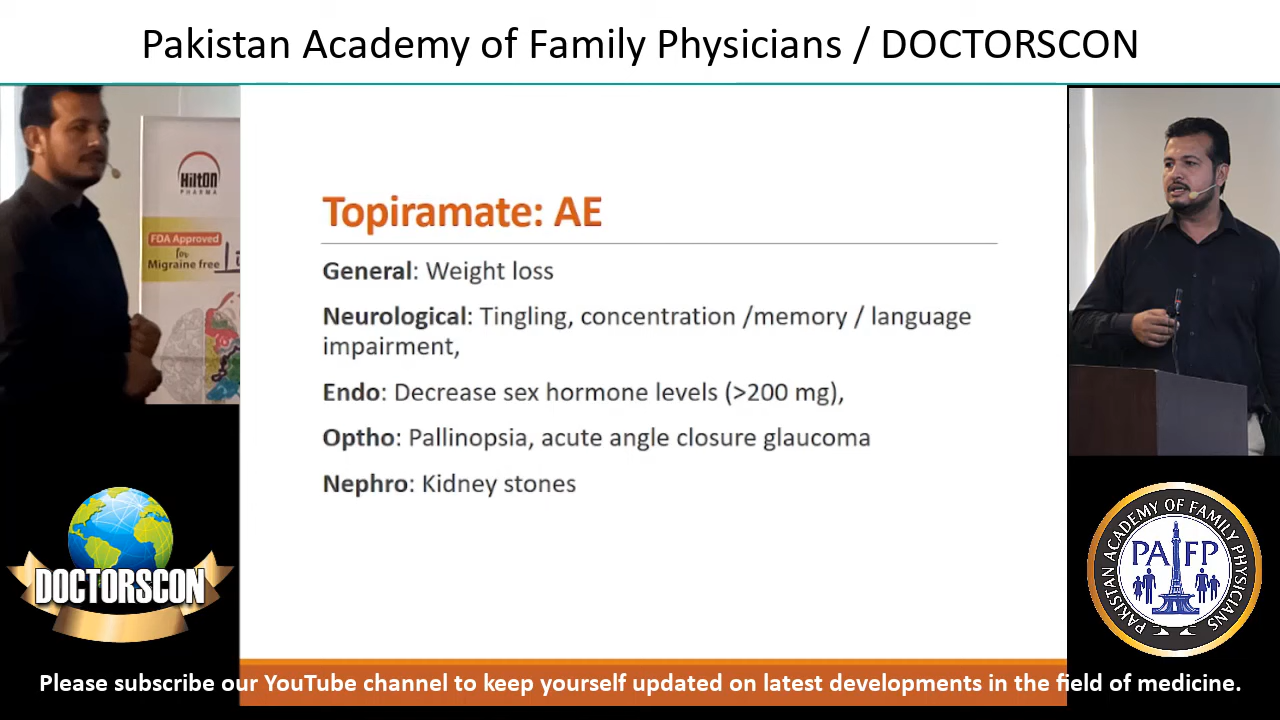 Pakistan Academy of Family Physicians / DOCTORSCON
HiltOn
PHARMA
FDA Approved
for
Migraine free
Topiramate: AE
General: Weight loss
Neurological: Tingling, concentration /memory / language
impairment,
Endo: Decrease sex hormone levels (>200 mg),
Optho: Pallinopsia, acute angle closure glaucoma
Nephro: Kidney stones
DOCTORSCON
PAKISTAN ACADEMY OF FAMILY PHYSICIANS
PAFP
Please subscribe our YouTube channel to keep yourself updated on latest developments in the field of medicine.